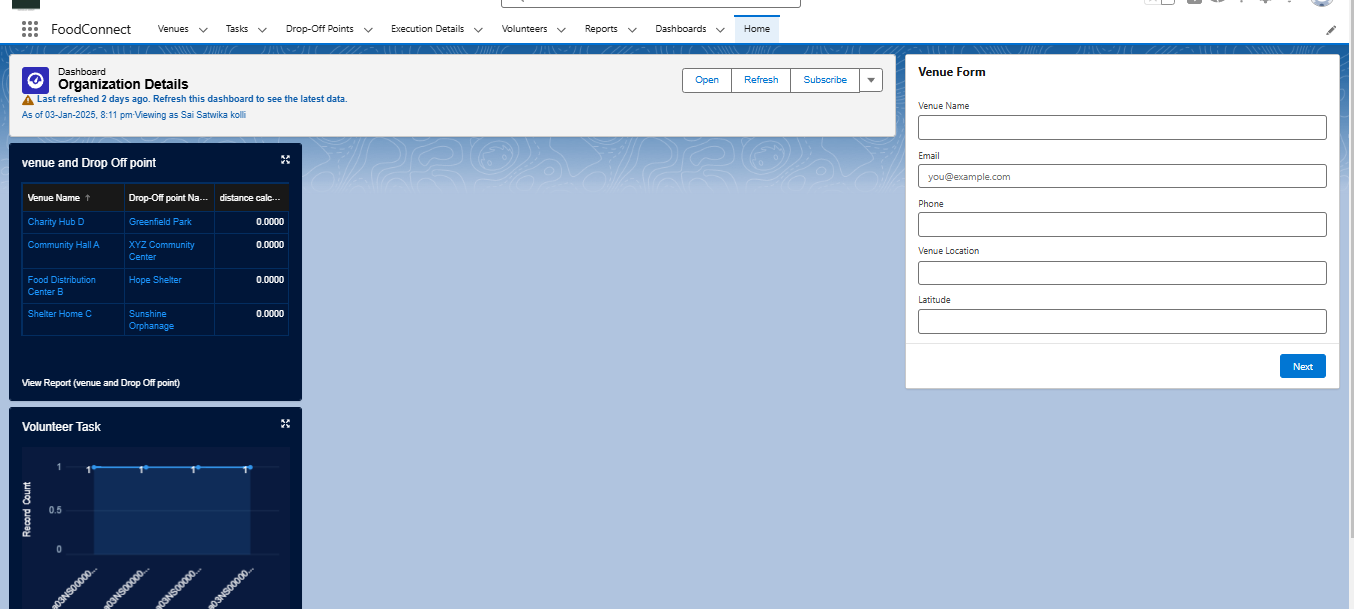 FoodConnect
Venues
Tasks
Drop-Off Points
Execution Details
Volunteers
Reports
Dashboards
Home
Dashboard
Organization Details
Last refreshed 2 days ago. Refresh this dashboard to see the latest data.
As of 03-Jan-2025, 8:11 pm·Viewing as Sai Satwika kolli
Open
Refresh
Subscribe
venue and Drop Off point
Venue Name ↑ Drop-Off point Na... distance calc...
Charity Hub D Greenfield Park 0.0000
Community Hall A XYZ Community 0.0000
Center
Food Distribution Hope Shelter 0.0000
Center B
Shelter Home C Sunshine 0.0000
Orphanage
View Report (venue and Drop Off point)
Volunteer Task
Record Count
1
0.5
0
1 1 1 1
a03NS00000...
a03NS00000...
a03NS00000...
a03NS00000...
Venue Form
Venue Name
Email
you@example.com
Phone
Venue Location
Latitude
Next